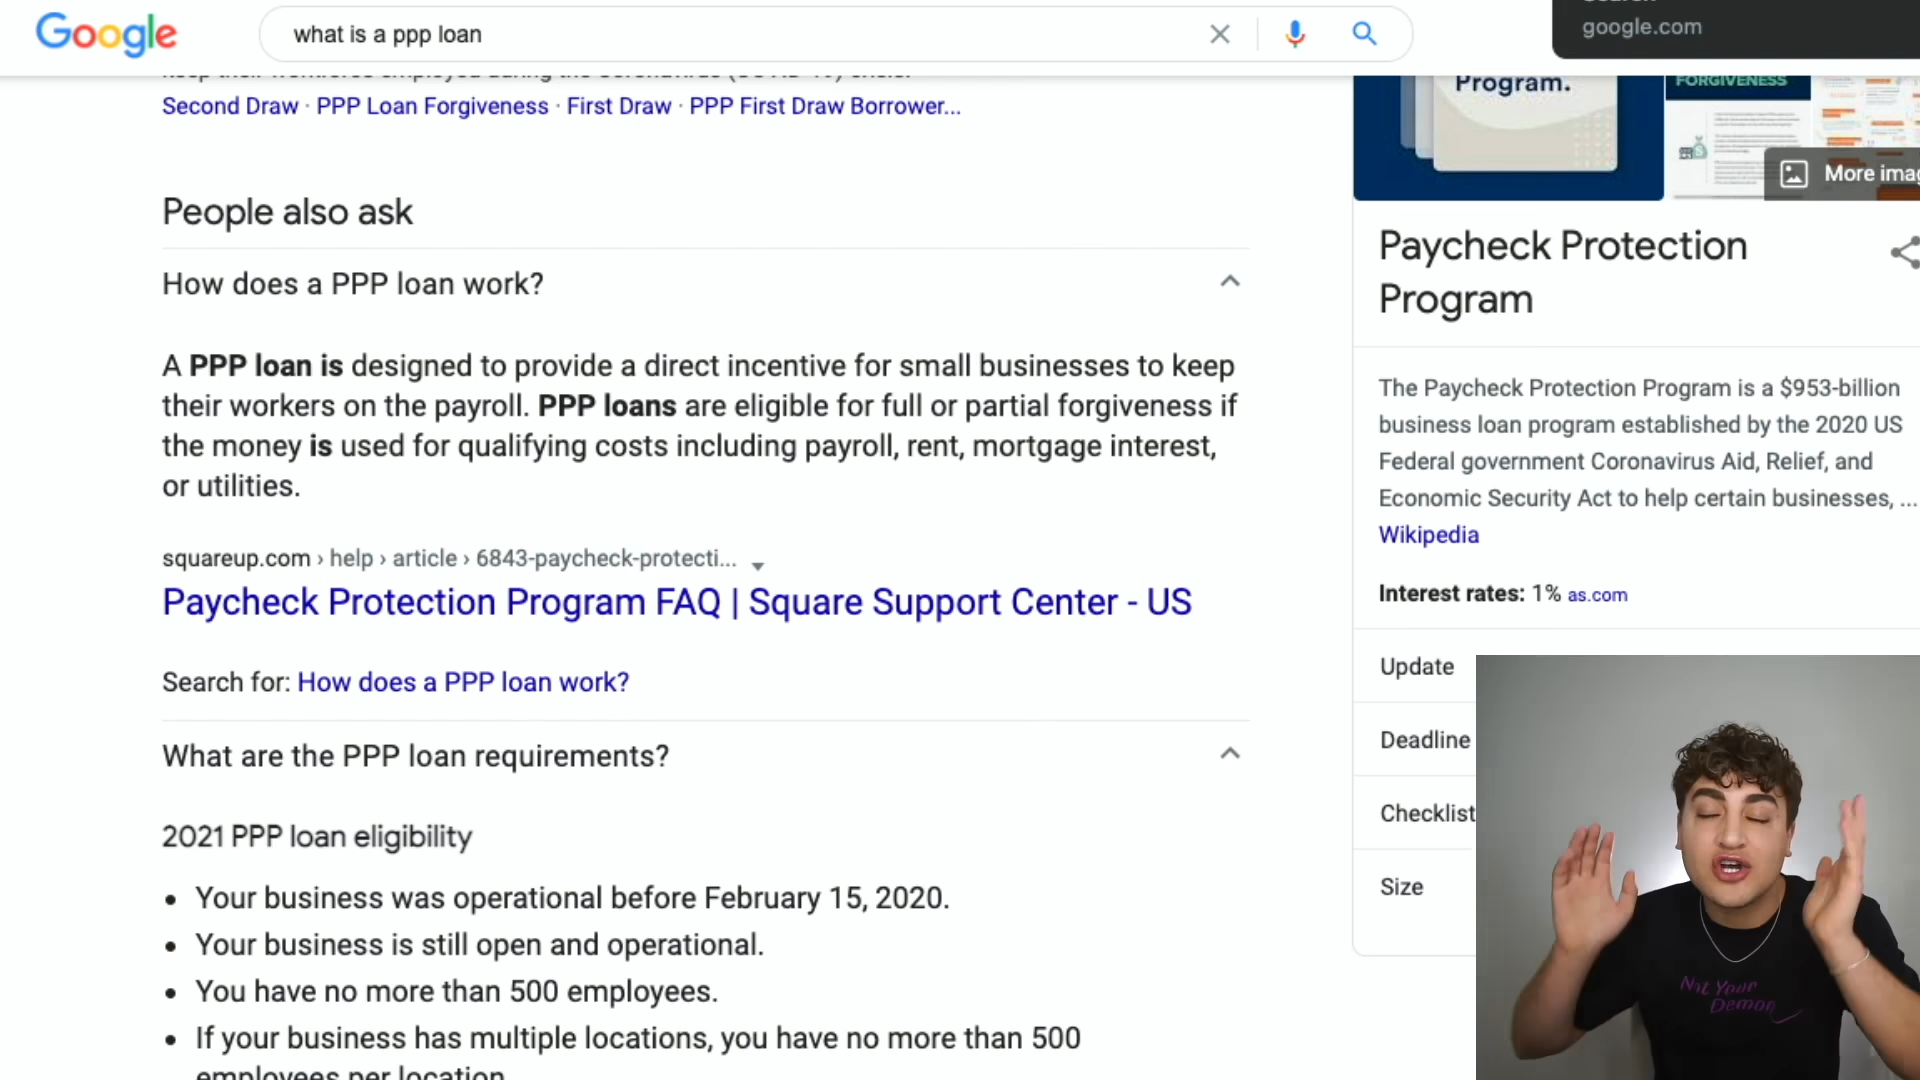 Google
what is a ppp loan
google.com
Second Draw · PPP Loan Forgiveness · First Draw · PPP First Draw Borrower...
Program.
FORGIVENESS
More imag
People also ask
How does a PPP loan work?
A PPP loan is designed to provide a direct incentive for small businesses to keep
their workers on the payroll. PPP loans are eligible for full or partial forgiveness if
the money is used for qualifying costs including payroll, rent, mortgage interest,
or utilities.
squareup.com › help › article › 6843-paycheck-protecti...
Paycheck Protection Program FAQ | Square Support Center - US
Search for: How does a PPP loan work?
What are the PPP loan requirements?
2021 PPP loan eligibility
• Your business was operational before February 15, 2020.
• Your business is still open and operational.
• You have no more than 500 employees.
• If your business has multiple locations, you have no more than 500
employees per location
Paycheck Protection
Program
The Paycheck Protection Program is a $953-billion
business loan program established by the 2020 US
Federal government Coronavirus Aid, Relief, and
Economic Security Act to help certain businesses, ...
Wikipedia
Interest rates: 1% as.com
Update
Deadline
Checklist
Size
Not Your
Demon